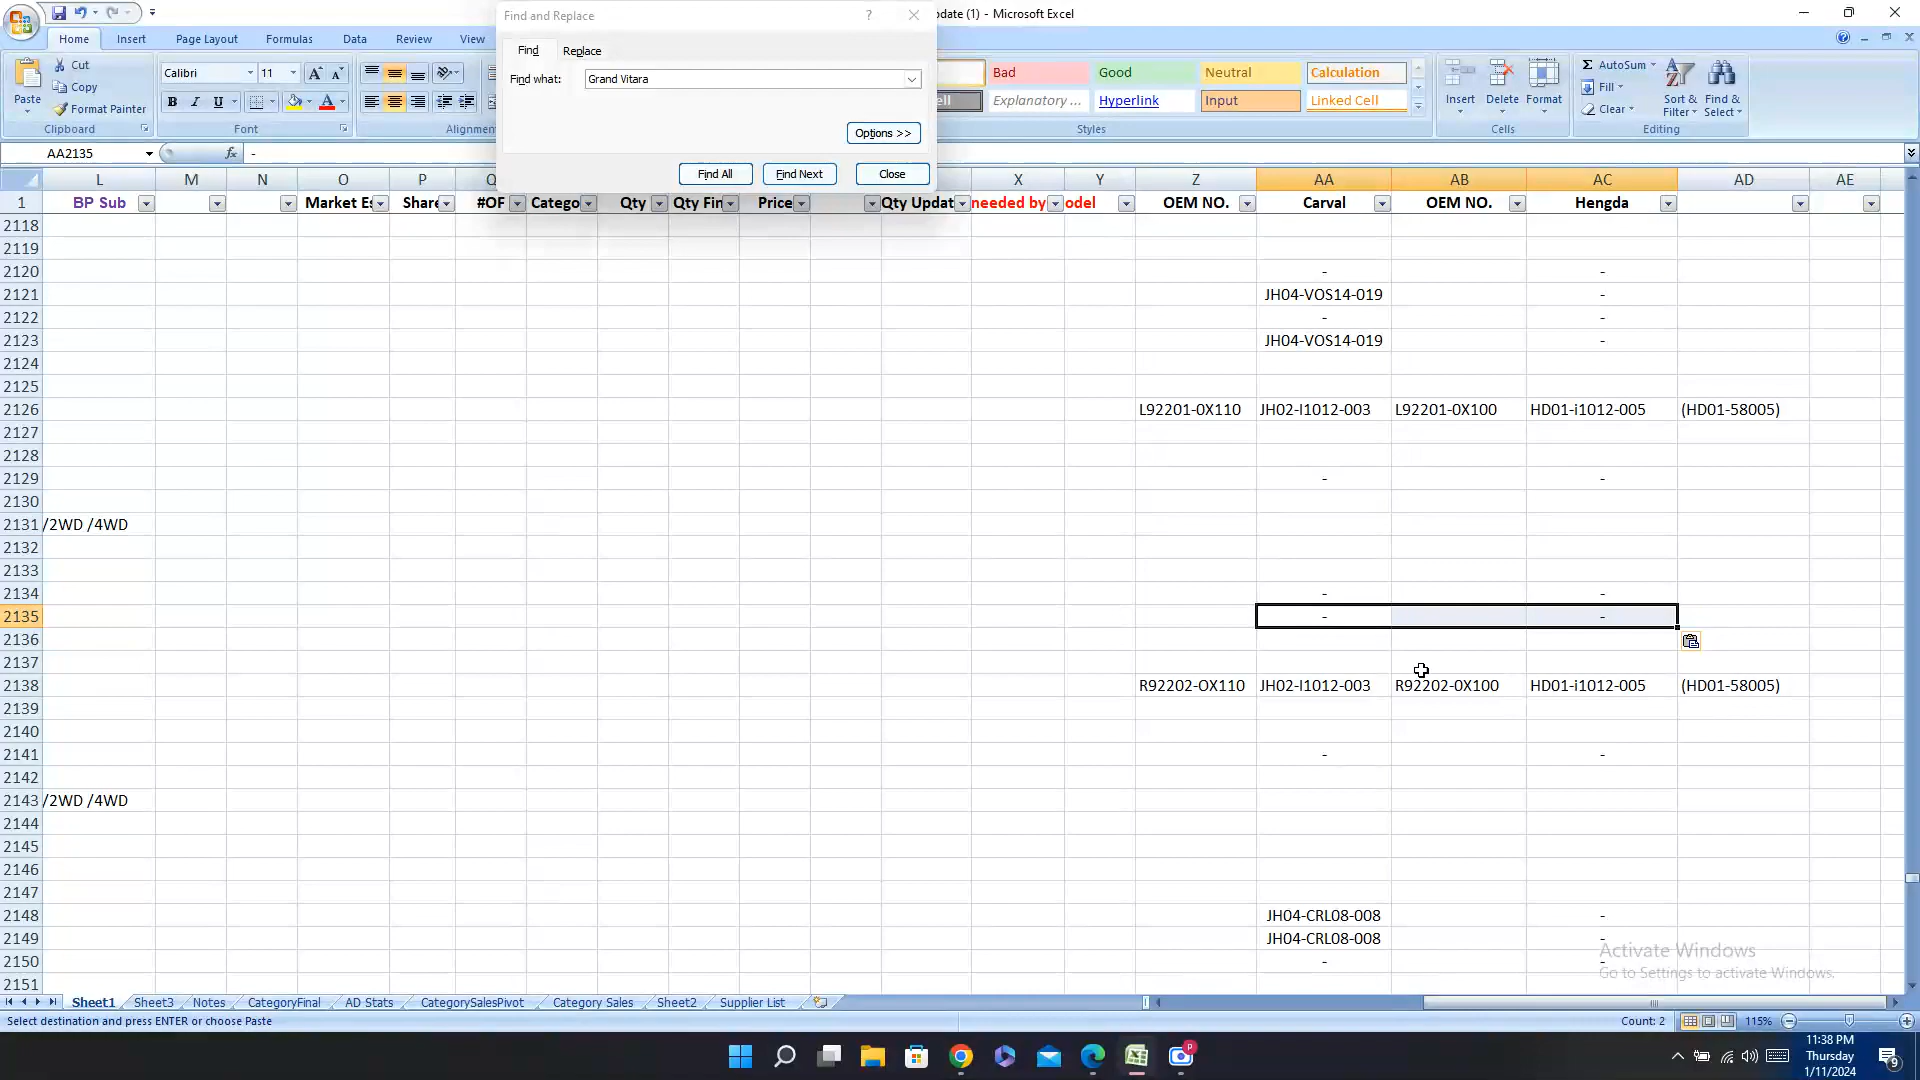 Find and Replace ? pdate (1) - Microsoft Excel
Home Insert Page Layout Formulas Data Review View
Find Replace
Cut
Copy
Format Painter
Paste
Clipboard
Calibri 11
B I U
Font
Alignmen
Find what: Grand Vitara
Options >>
Find All Find Next Close
Bad Good Neutral Calculation
ell Explanatory ... Hyperlink Input Linked Cell
Styles
Insert Delete Format
Cells
AutoSum
Fill
Clear
Sort & Filter
Find & Select
Editing
AA2135 fx -
L M N O P Q X Y Z AA AB AC AD AE
1 BP Sub Market Es Share #OF Catego Qty Qty Fin Price Qty Updat needed by odel OEM NO. Carval OEM NO. Hengda
2118
2119
2120 - -
2121 JH04-VOS14-019 -
2122 - -
2123 JH04-VOS14-019 -
2124
2125
2126 L92201-0X110 JH02-I1012-003 L92201-0X100 HD01-i1012-005 (HD01-58005)
2127
2128
2129 - -
2130
2131 /2WD /4WD
2132
2133
2134 - -
2135 - -
2136
2137
2138 R92202-OX110 JH02-I1012-003 R92202-0X100 HD01-i1012-005 (HD01-58005)
2139
2140
2141 - -
2142
2143 /2WD /4WD
2144
2145
2146
2147
2148 JH04-CRL08-008 -
2149 JH04-CRL08-008 -
2150 - -
2151
Activate Windows
Go to Settings to activate Windows.
Sheet1 Sheet3 Notes CategoryFinal AD Stats CategorySalesPivot Category Sales Sheet2 Supplier List
Select destination and press ENTER or choose Paste Count: 2 115%
11:38 PM
Thursday
1/11/2024
9